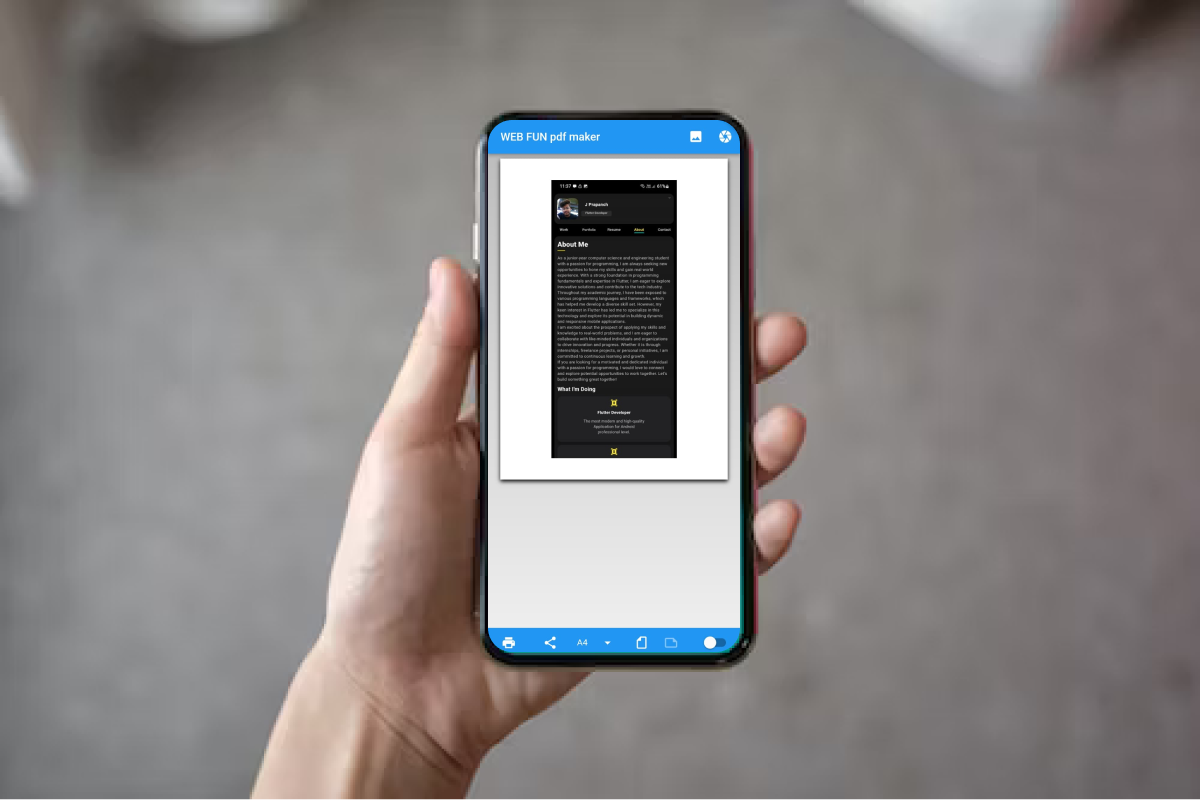 WEB FUN pdf maker
11:37
61%
J Prapanch
Flutter Developer
Work Portfolio Resume About Contact
About Me
As a junior year computer science and engineering student
with a passion for programming, I am always seeking new
opportunities to hone my skills and gain real-world
experience. With a strong foundation in programming
fundamentals and expertise in Flutter, I am eager to explore
innovative solutions and contribute to the tech industry.
Throughout my academic journey, I have been exposed to
various programming languages and frameworks, which
has helped me develop a diverse skill set. However, my
keen interest in Flutter has led me to specialize in this
technology and explore its potential in building dynamic
and responsive mobile applications.
I am excited about the prospect of applying my skills and
knowledge to real-world problems, and I am eager to
collaborate with like-minded individuals and organizations
to drive innovation and progress. Whether it is through
internships, freelance projects, or personal initiatives, I am
committed to continuous learning and growth.
If you are looking for a motivated and dedicated individual
with a passion for programming, I would love to connect
and explore potential opportunities to work together. Let's
build something great together!
What I'm Doing
Flutter Developer
The most modern and high-quality
Application for android
professional level.
A4